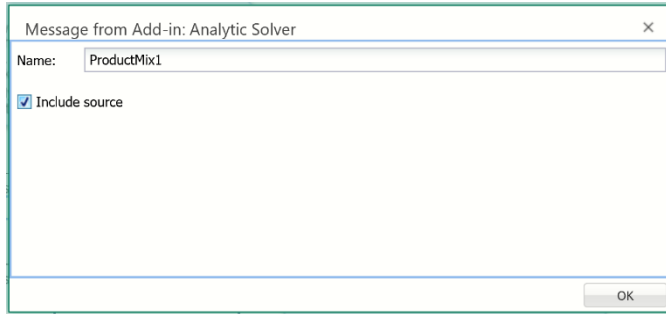 Message from Add-in: Analytic Solver
Name: ProductMix1
Include source
OK